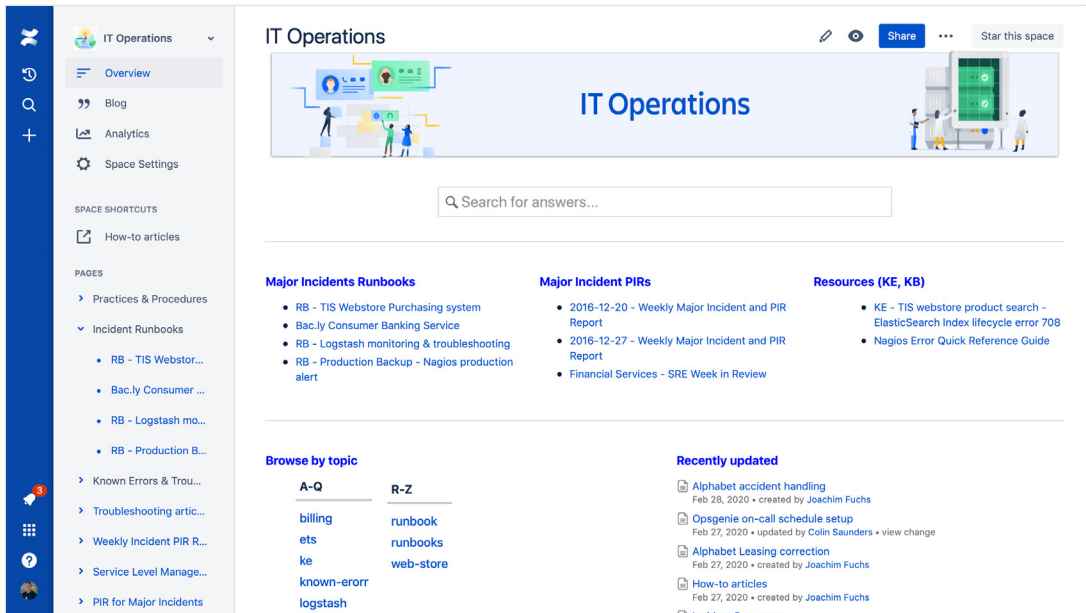 IT Operations
Overview
Blog
Analytics
Space Settings
SPACE SHORTCUTS
How-to articles
PAGES
Practices & Procedures
Incident Runbooks
RB - TIS Webstor...
Bac.ly Consumer ...
RB - Logstash mo...
RB - Production B...
Known Errors & Trou...
Troubleshooting artic...
Weekly Incident PIR R...
Service Level Manage...
PIR for Major Incidents
3
IT Operations
Share
Star this space
IT Operations
Search for answers...
Major Incidents Runbooks
RB - TIS Webstore Purchasing system
Bac.ly Consumer Banking Service
RB - Logstash monitoring & troubleshooting
RB - Production Backup - Nagios production
alert
Major Incident PIRs
2016-12-20 - Weekly Major Incident and PIR
Report
2016-12-27 - Weekly Major Incident and PIR
Report
Financial Services - SRE Week in Review
Resources (KE, KB)
KE - TIS webstore product search -
ElasticSearch Index lifecycle error 708
Nagios Error Quick Reference Guide
Browse by topic
A-Q
billing
ets
ke
known-erorr
logstash
R-Z
runbook
runbooks
web-store
Recently updated
Alphabet accident handling
Feb 28, 2020 • created by Joachim Fuchs
Opsgenie on-call schedule setup
Feb 27, 2020 • updated by Colin Saunders • view change
Alphabet Leasing correction
Feb 27, 2020 • created by Joachim Fuchs
How-to articles
Feb 27, 2020 • created by Joachim Fuchs